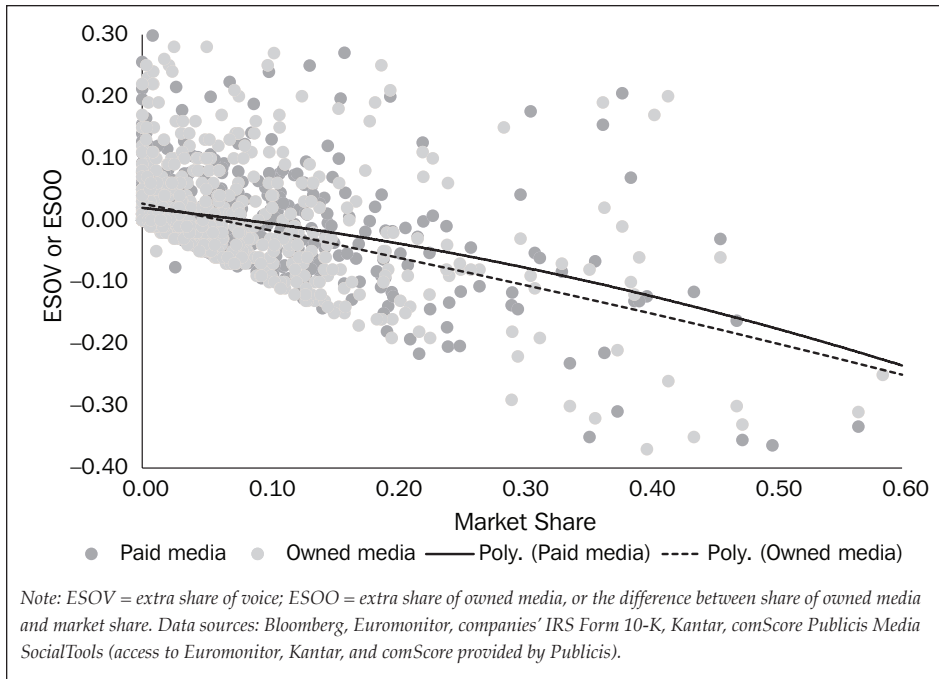 0.30
0.20
0.10
0.00
–0.10
–0.20
–0.30
–0.40
ESOV or ESOO
0.00 0.10 0.20 0.30 0.40 0.50 0.60
Market Share
Paid media Owned media Poly. (Paid media) Poly. (Owned media)
Note: ESOV = extra share of voice; ESOO = extra share of owned media, or the difference between share of owned media
and market share. Data sources: Bloomberg, Euromonitor, companies’ IRS Form 10-K, Kantar, comScore Publicis Media
SocialTools (access to Euromonitor, Kantar, and comScore provided by Publicis).